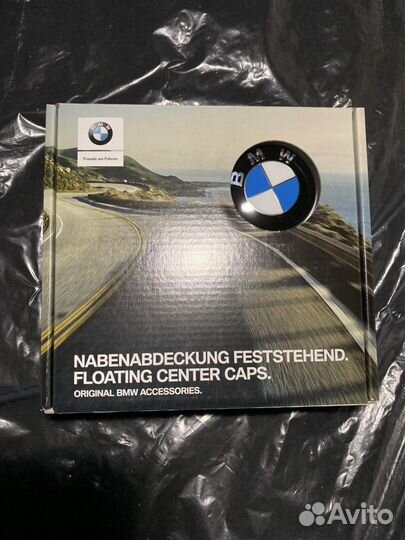 BMW
Freude am Fahren
BMW
NABENABDECKUNG FESTSTEHEND.
FLOATING CENTER CAPS.
ORIGINAL BMW ACCESSORIES.
Avito